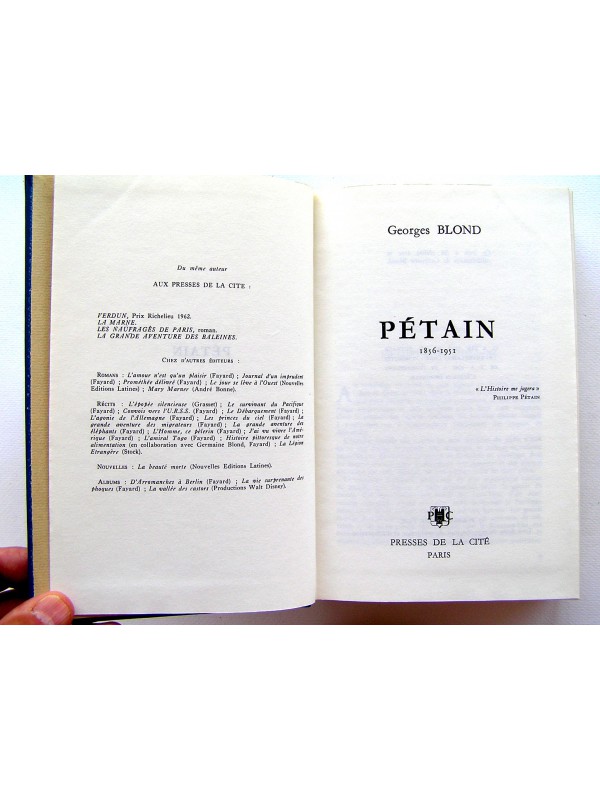 Du même auteur
AUX PRESSES DE LA CITE :
VERDUN, Prix Richelieu 1962.
LA MARNE.
LES NAUFRAGÉS DE PARIS, roman.
LA GRANDE AVENTURE DES BALEINES.
CHEZ D'AUTRES EDITEURS :
ROMANS : L'amour n'est qu'un plaisir (Fayard) ; Journal d'un imprudent
(Fayard) ; Prométhée délivré (Fayard) ; Le jour se lève à l'Ouest (Nouvelles
Editions Latines) ; Mary Marner (André Bonne).
RÉCITS : L'épopée silencieuse (Grasset) ; Le survivant du Pacifique
(Fayard) ; Convois vers l'U.R.S.S. (Fayard) ; Le Débarquement (Fayard) ;
L'agonie de l'Allemagne (Fayard) ; Les princes du ciel (Fayard) ; La
grande aventure des migrateurs (Fayard) ; La grande aventure des
éléphants (Fayard) ; L'Homme, ce pèlerin (Fayard) ; J'ai vu vivre l'Amé-
rique (Fayard) ; L'amiral Togo (Fayard) ; Histoire pittoresque de notre
alimentation (en collaboration avec Germaine Blond, Fayard) ; La Légion
Etrangère (Stock).
NOUVELLES : La beauté morte (Nouvelles Editions Latines).
ALBUMS : D'Arromanches à Berlin (Fayard) ; La vie surprenante des
phoques (Fayard) ; La vallée des castors (Productions Walt Disney).
Georges BLOND
PÉTAIN
1856-1951
« L'Histoire me jugera »
PHILIPPE PÉTAIN
P C
PRESSES DE LA CITÉ
PARIS